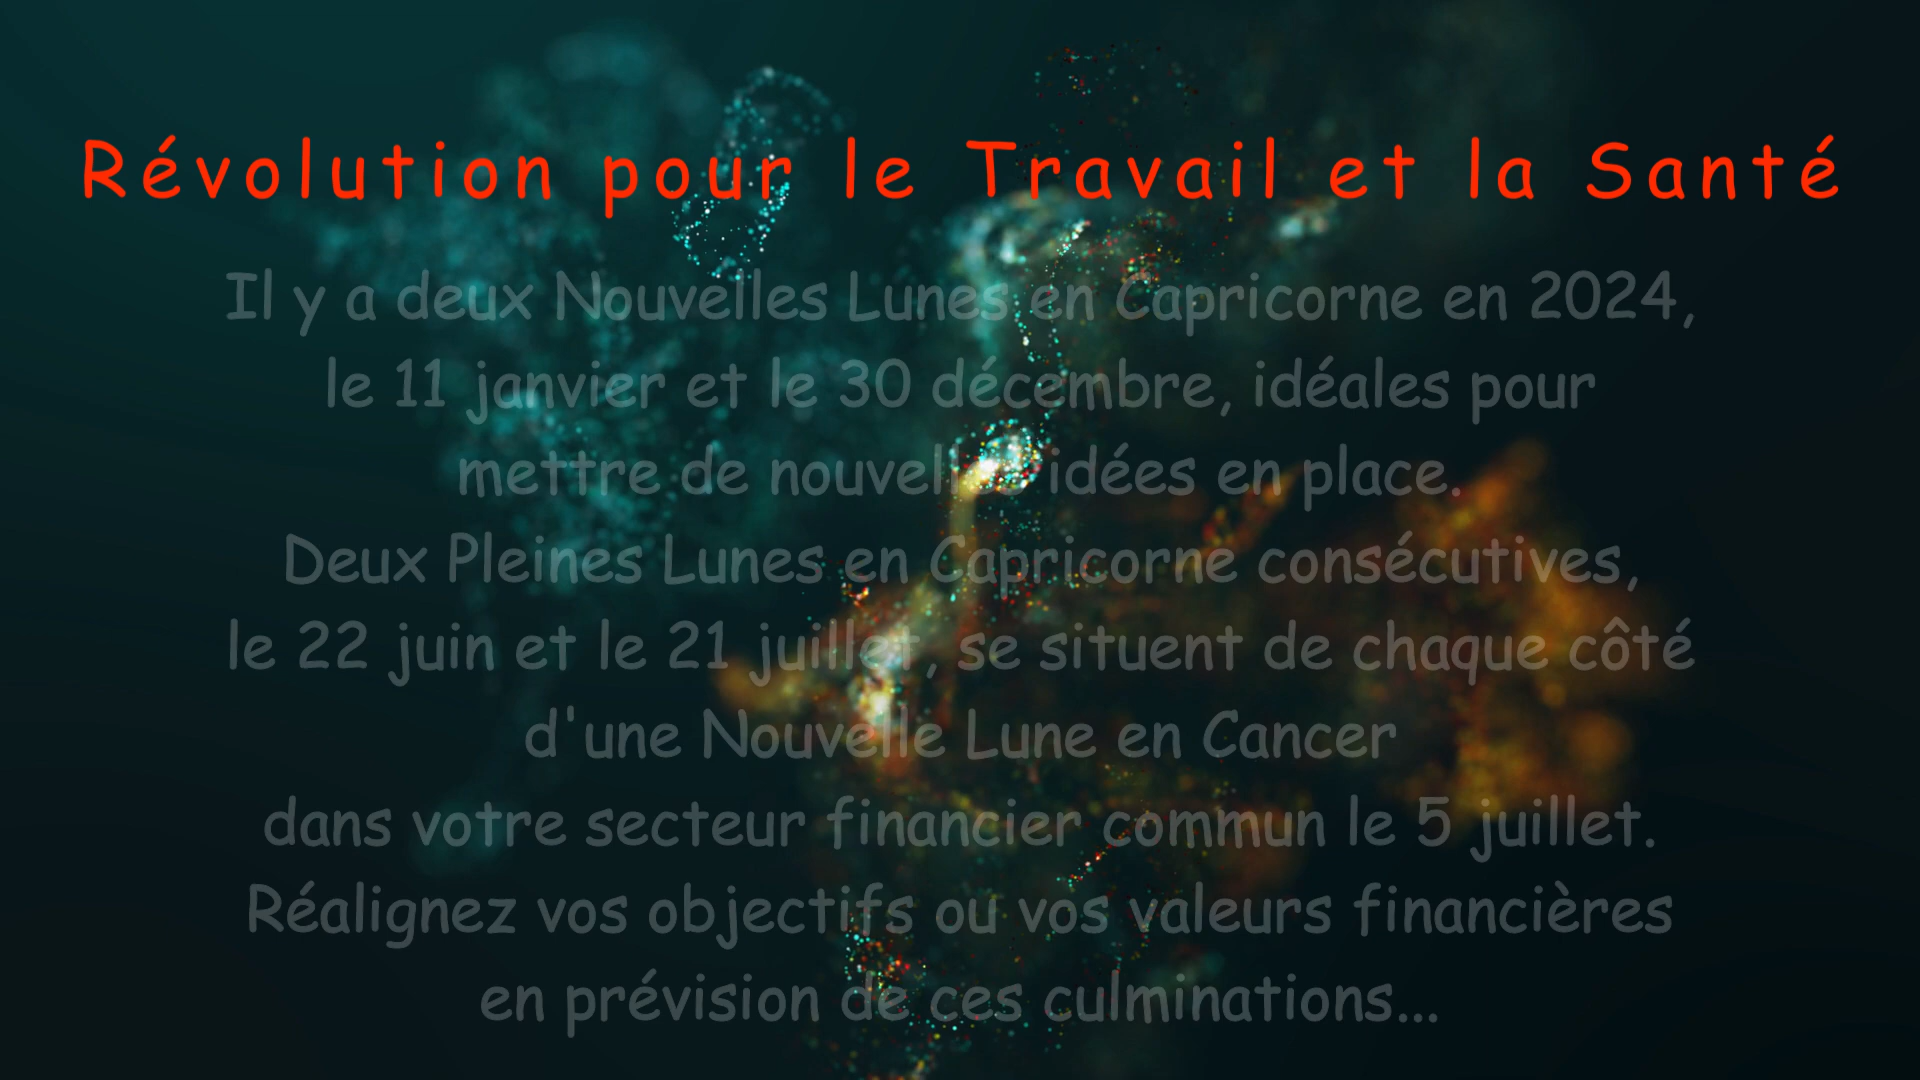 Révolution pour le Travail et la Santé
Il y a deux Nouvelles Lunes en Capricorne en 2024,
le 11 janvier et le 30 décembre, idéales pour
mettre de nouvelles idées en place.
Deux Pleines Lunes en Capricorne consécutives,
le 22 juin et le 21 juillet, se situent de chaque côté
d'une Nouvelle Lune en Cancer
dans votre secteur financier commun le 5 juillet.
Réalignez vos objectifs ou vos valeurs financières
en prévision de ces culminations...